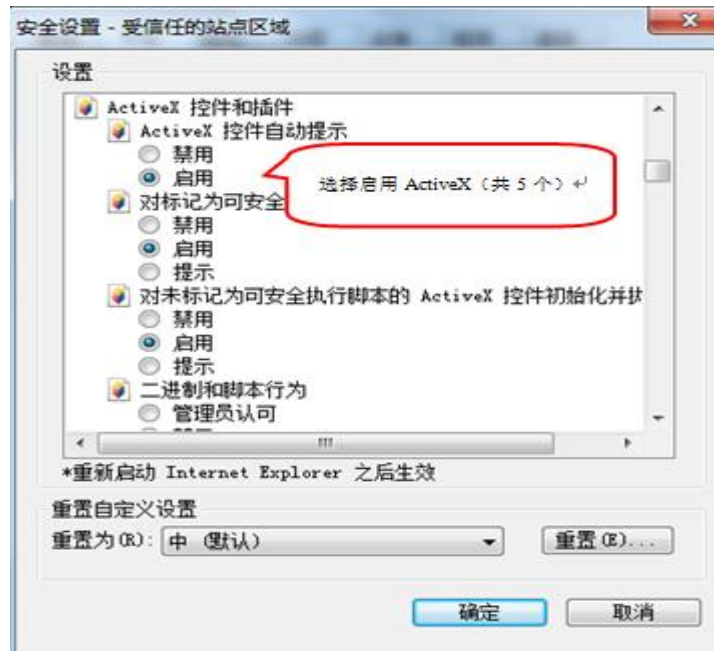 安全设置 - 受信任的站点区域
设置
ActiveX 控件和插件
ActiveX 控件自动提示
禁用
启用
选择启用 ActiveX（共 5 个）↵
对标记为可安全
禁用
启用
提示
对未标记为可安全执行脚本的 ActiveX 控件初始化并执
禁用
启用
提示
二进制和脚本行为
管理员认可
*重新启动 Internet Explorer 之后生效
重置自定义设置
重置为(R): 中 (默认) 重置(E)...
确定 取消